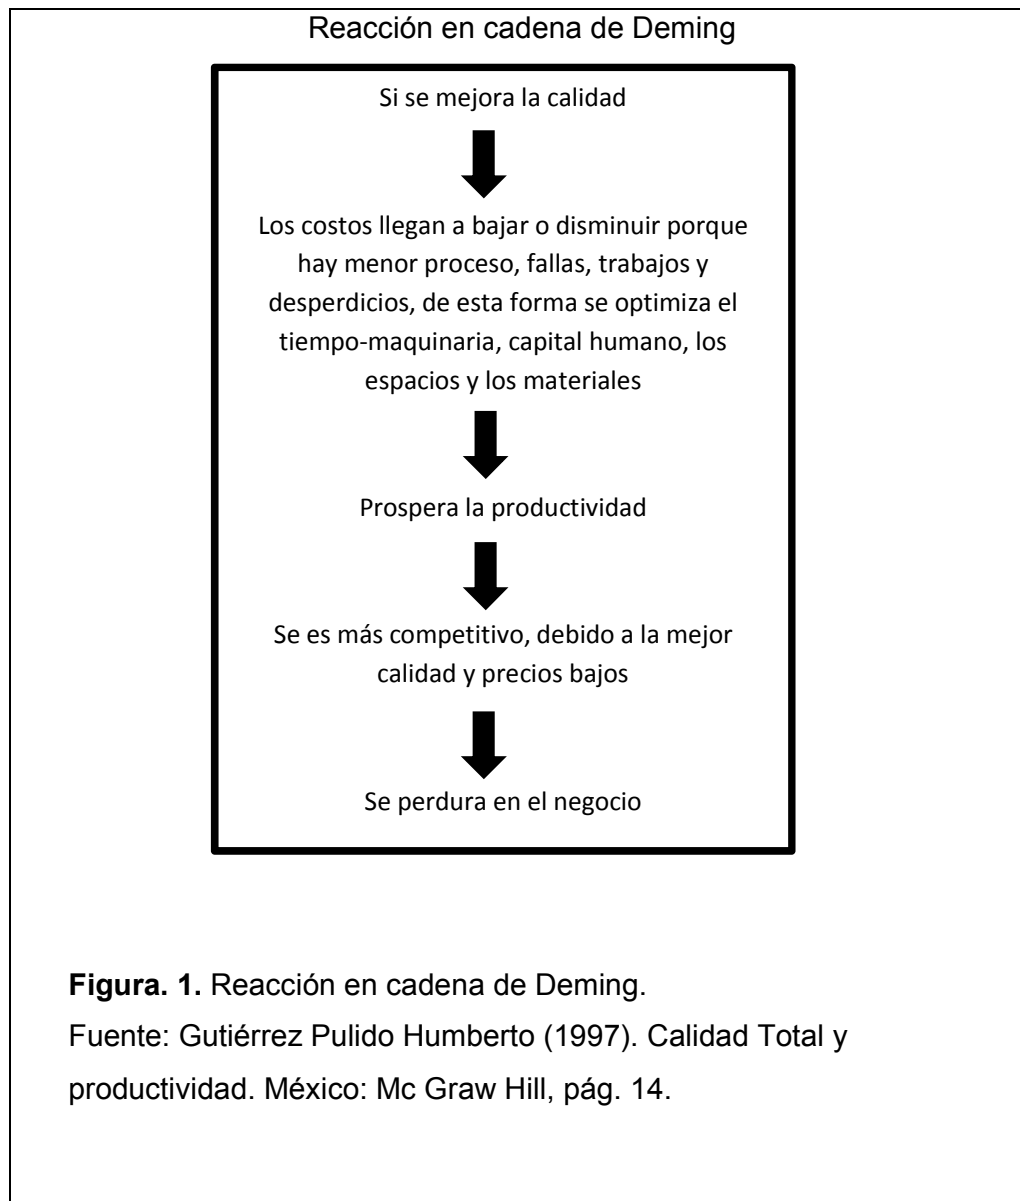 Reacción en cadena de Deming
Si se mejora la calidad
Los costos llegan a bajar o disminuir porque
hay menor proceso, fallas, trabajos y
desperdicios, de esta forma se optimiza el
tiempo-maquinaria, capital humano, los
espacios y los materiales
Prospera la productividad
Se es más competitivo, debido a la mejor
calidad y precios bajos
Se perdura en el negocio
Figura. 1. Reacción en cadena de Deming.
Fuente: Gutiérrez Pulido Humberto (1997). Calidad Total y
productividad. México: Mc Graw Hill, pág. 14.